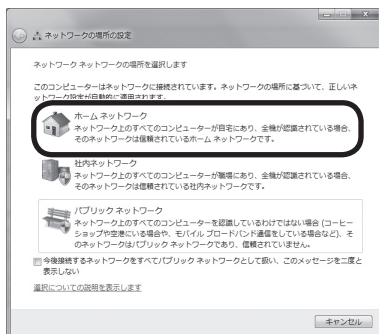 ネットワークの場所の設定
ネットワーク ネットワークの場所を選択します
このコンピューターはネットワークに接続されています。ネットワークの場所に基づいて、正しいネ
ットワーク設定が自動的に適用されます。
ホーム ネットワーク
ネットワーク上のすべてのコンピューターが自宅にあり、全機が認識されている場合、
そのネットワークは信頼されているホーム ネットワークです。
社内ネットワーク
ネットワーク上のすべてのコンピューターが職場にあり、全機が認識されている場合、
そのネットワークは信頼されている社内ネットワークです。
パブリック ネットワーク
ネットワーク上のすべてのコンピューターを認識しているわけではない場合 (コーヒー
ショップや空港にいる場合や、モバイル ブロードバンド通信をしている場合など)、そ
のネットワークはパブリック ネットワークであり、信頼されていません。
今後接続するネットワークをすべてパブリック ネットワークとして扱い、このメッセージを二度と
表示しない
選択についての説明を表示します
キャンセル